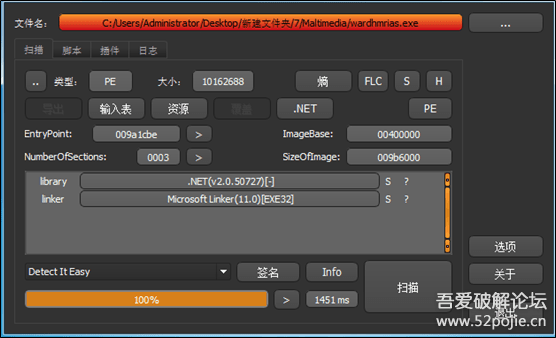 文件名: C:/Users/Administrator/Desktop/新建文件夹/7/Maltimedia/wardhmrias.exe ...
扫描 脚本 插件 日志
.. 类型: PE 大小: 10162688 熵 FLC S H
导出 输入表 资源 覆盖 .NET PE
EntryPoint: 009a1cbe > ImageBase: 00400000
NumberOfSections: 0003 > SizeOfImage: 009b6000
library .NET(v2.0.50727)[-] S ?
linker Microsoft Linker(11.0)[EXE32] S ?
选项
Detect It Easy 签名 Info 扫描 关于
100% > 1451 ms
吾爱破解论坛
退出
www.52pojie.cn